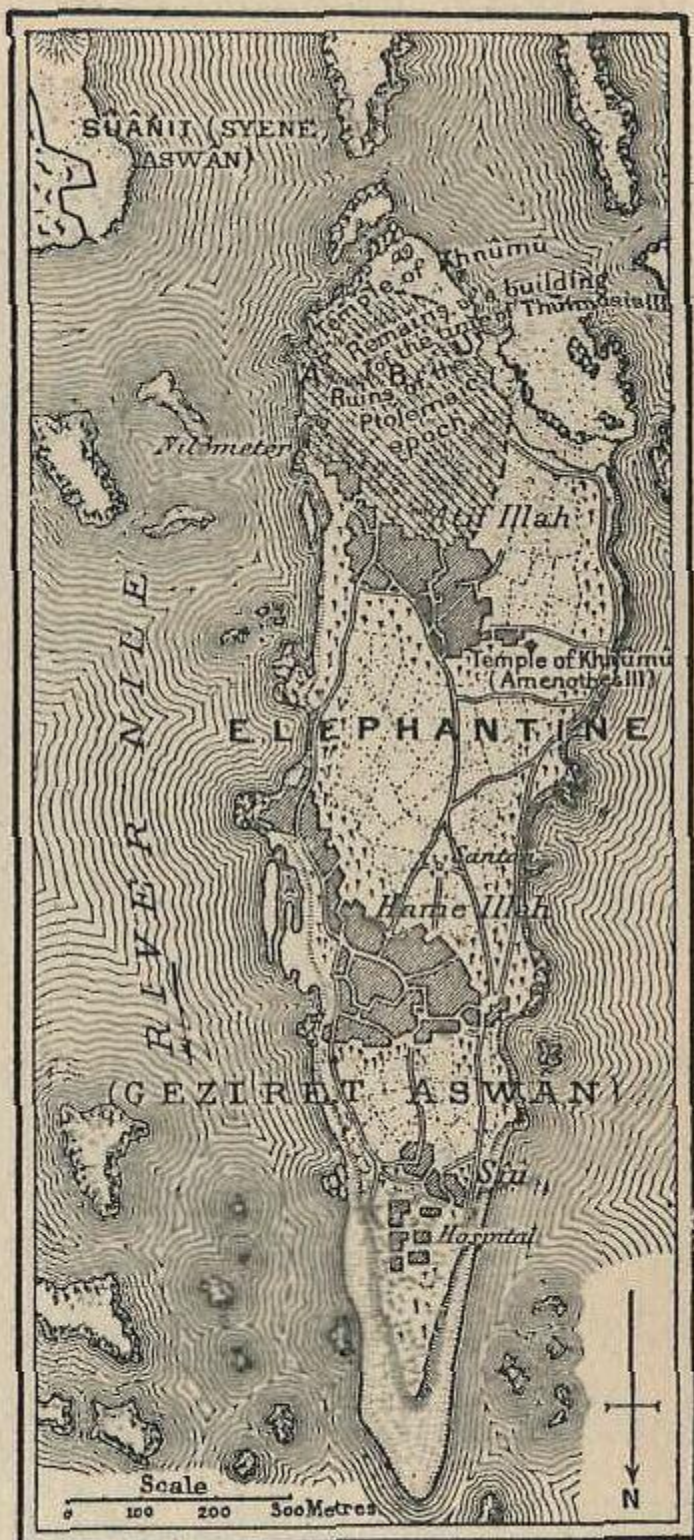 SÛÂNIT (SYENE,
ASWÂN)
Temple of Khnûmû
Remains of a building
of the time of Thutmosis III
A
B
Ruins of the
Ptolemaic
epoch
Nilometer
Atif Illah
Temple of Khnûmû
(Amenothes III)
ELEPHANTINE
RIVER NILE
Santon
Hame Illah
(GEZIRET ASWAN)
Siu
Hospital
Scale
0 100 200 300 Metres
N